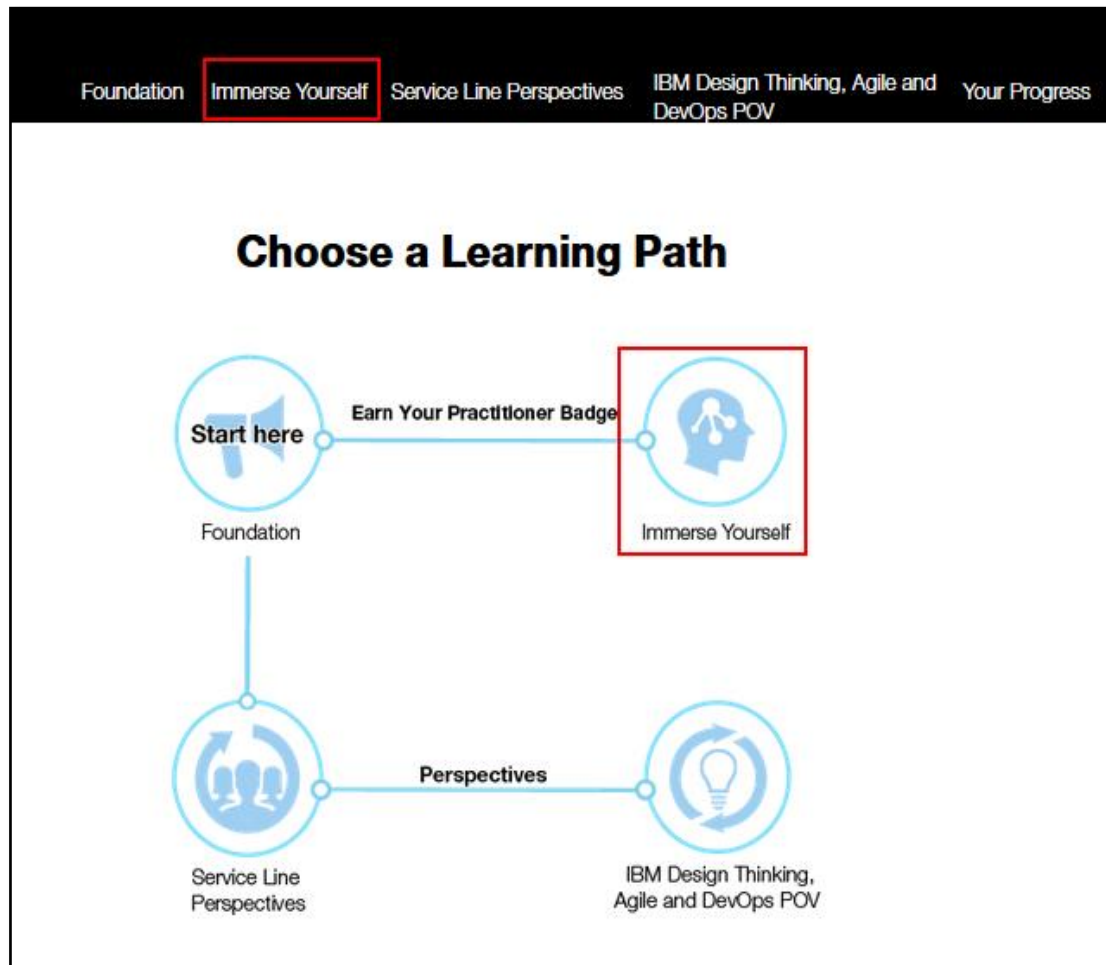 Foundation
Immerse Yourself
Service Line Perspectives
IBM Design Thinking, Agile and
DevOps POV
Your Progress
Choose a Learning Path
Start here
Earn Your Practitioner Badge
Foundation
Immerse Yourself
Perspectives
Service Line
Perspectives
IBM Design Thinking,
Agile and DevOps POV